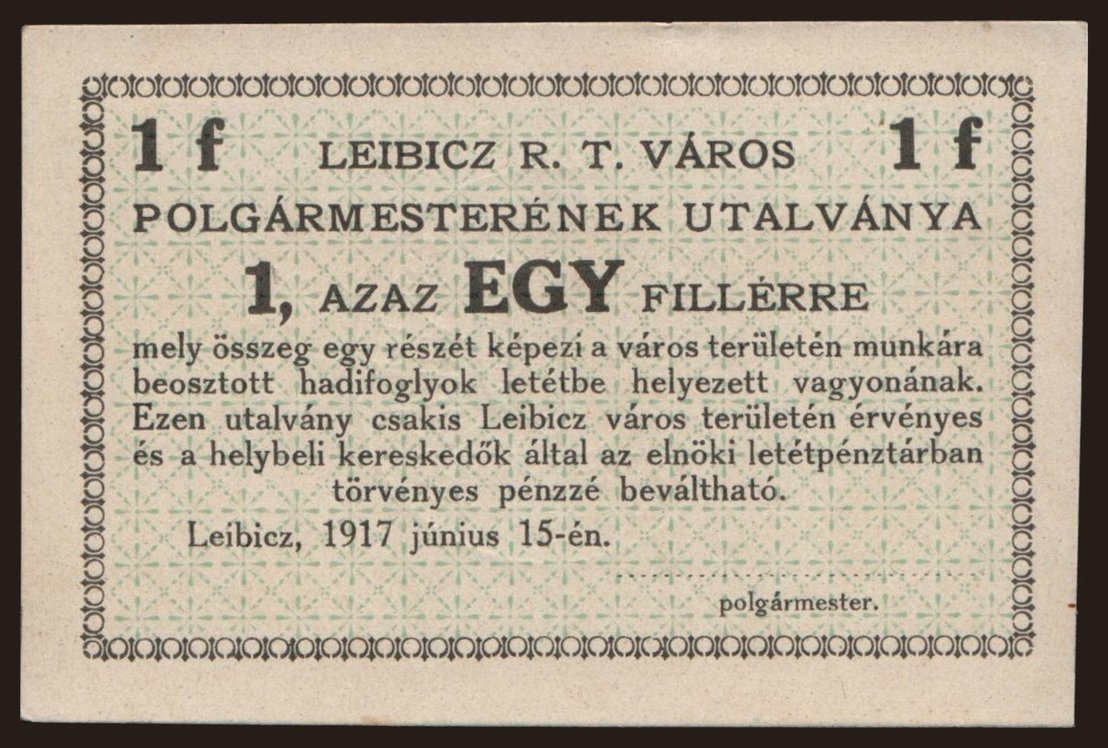 1 f LEIBICZ R. T. VÁROS 1 f
POLGÁRMESTERÉNEK UTALVÁNYA
1, AZAZ EGY FILLÉRRE
mely összeg egy részét képezi a város területén munkára
beosztott hadifoglyok letétbe helyezett vagyonának.
Ezen utalvány csakis Leibicz város területén érvényes
és a helybeli kereskedők által az elnöki letétpénztárban
törvényes pénzzé beváltható.
Leibicz, 1917 június 15-én.
polgármester.